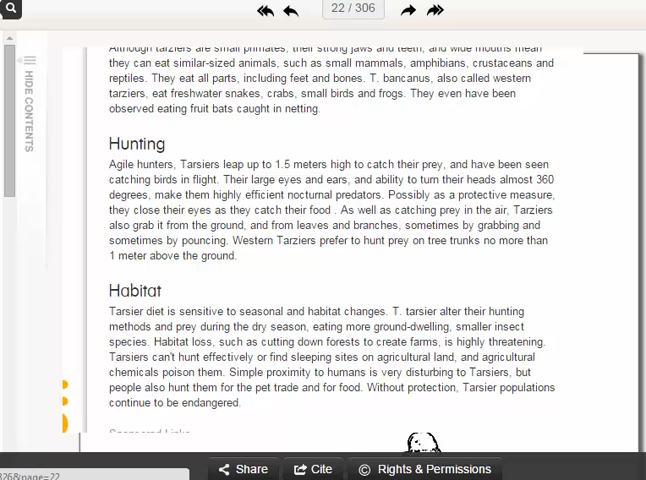 22 / 306
HIDE CONTENTS
Although tarziers are small primates, their strong jaws and teeth, and wide mouths mean
they can eat similar-sized animals, such as small mammals, amphibians, crustaceans and
reptiles. They eat all parts, including feet and bones. T. bancanus, also called western
tarziers, eat freshwater snakes, crabs, small birds and frogs. They even have been
observed eating fruit bats caught in netting.
Hunting
Agile hunters, Tarsiers leap up to 1.5 meters high to catch their prey, and have been seen
catching birds in flight. Their large eyes and ears, and ability to turn their heads almost 360
degrees, make them highly efficient nocturnal predators. Possibly as a protective measure,
they close their eyes as they catch their food . As well as catching prey in the air, Tarziers
also grab it from the ground, and from leaves and branches, sometimes by grabbing and
sometimes by pouncing. Western Tarziers prefer to hunt prey on tree trunks no more than
1 meter above the ground.
Habitat
Tarsier diet is sensitive to seasonal and habitat changes. T. tarsier alter their hunting
methods and prey during the dry season, eating more ground-dwelling, smaller insect
species. Habitat loss, such as cutting down forests to create farms, is highly threatening.
Tarsiers can't hunt effectively or find sleeping sites on agricultural land, and agricultural
chemicals poison them. Simple proximity to humans is very disturbing to Tarsiers, but
people also hunt them for the pet trade and for food. Without protection, Tarsier populations
continue to be endangered.
Sponsored Links
Share
Cite
© Rights & Permissions
826&page=22